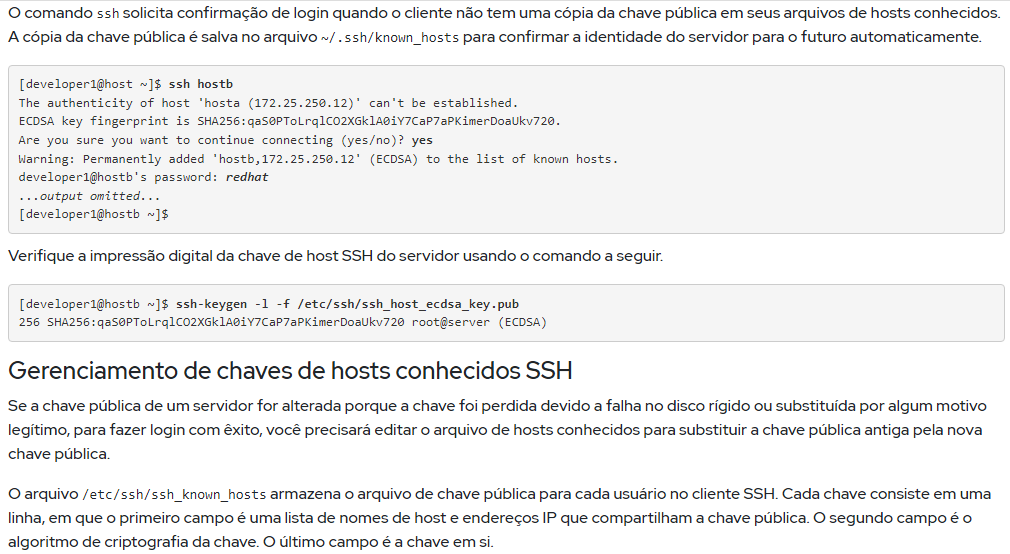 O comando ssh solicita confirmação de login quando o cliente não tem uma cópia da chave pública em seus arquivos de hosts conhecidos.
A cópia da chave pública é salva no arquivo ~/.ssh/known_hosts para confirmar a identidade do servidor para o futuro automaticamente.
[developer1@host ~]$ ssh hostb
The authenticity of host 'hosta (172.25.250.12)' can't be established.
ECDSA key fingerprint is SHA256:qaS0PToLrqlCO2XGklA0iY7CaP7aPKimerDoaUkv720.
Are you sure you want to continue connecting (yes/no)? yes
Warning: Permanently added 'hostb,172.25.250.12' (ECDSA) to the list of known hosts.
developer1@hostb's password: redhat
...output omitted...
[developer1@hostb ~]$
Verifique a impressão digital da chave de host SSH do servidor usando o comando a seguir.
[developer1@hostb ~]$ ssh-keygen -l -f /etc/ssh/ssh_host_ecdsa_key.pub
256 SHA256:qaS0PToLrqlCO2XGklA0iY7CaP7aPKimerDoaUkv720 root@server (ECDSA)
Gerenciamento de chaves de hosts conhecidos SSH
Se a chave pública de um servidor for alterada porque a chave foi perdida devido a falha no disco rígido ou substituída por algum motivo
legítimo, para fazer login com êxito, você precisará editar o arquivo de hosts conhecidos para substituir a chave pública antiga pela nova
chave pública.
O arquivo /etc/ssh/ssh_known_hosts armazena o arquivo de chave pública para cada usuário no cliente SSH. Cada chave consiste em uma
linha, em que o primeiro campo é uma lista de nomes de host e endereços IP que compartilham a chave pública. O segundo campo é o
algoritmo de criptografia da chave. O último campo é a chave em si.